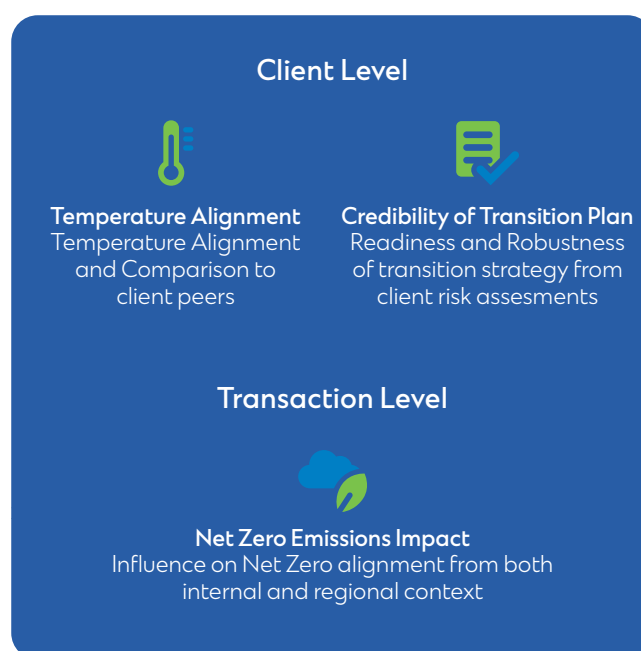 Client Level
Temperature Alignment
Temperature Alignment
and Comparison to
client peers
Credibility of Transition Plan
Readiness and Robustness
of transition strategy from
client risk assesments
Transaction Level
Net Zero Emissions Impact
Influence on Net Zero alignment from both
internal and regional context